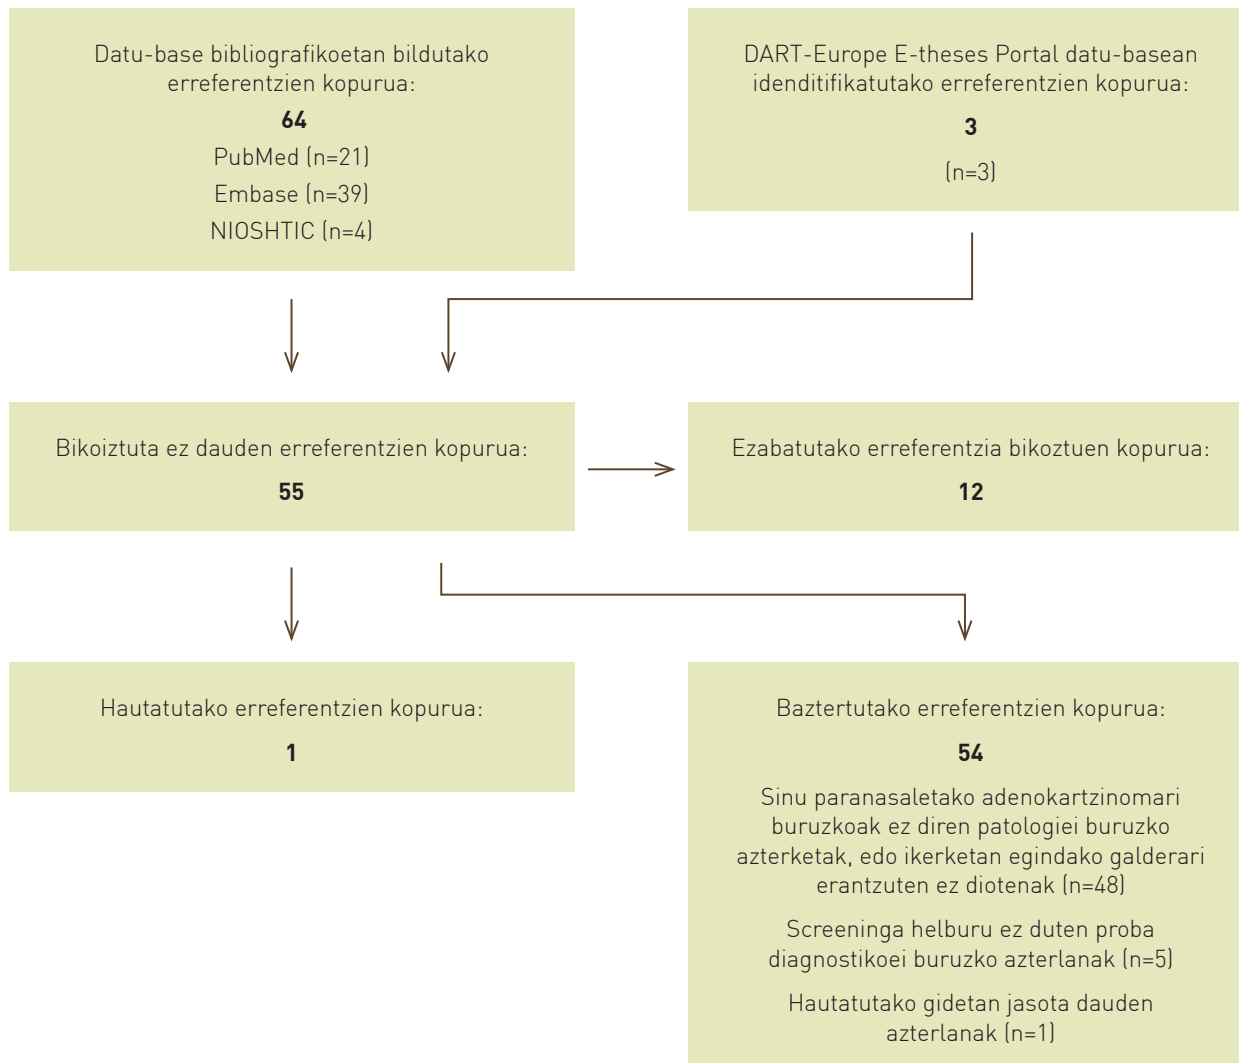 Datu-base bibliografikoetan bildutako
erreferentzien kopurua:
64
PubMed (n=21)
Embase (n=39)
NIOSHTIC (n=4)
DART-Europe E-theses Portal datu-basean
idenditifikatutako erreferentzien kopurua:
3
(n=3)
Bikoiztuta ez dauden erreferentzien kopurua:
55
Ezabatutako erreferentzia bikoztuen kopurua:
12
Hautatutako erreferentzien kopurua:
1
Baztertutako erreferentzien kopurua:
54
Sinu paranasaletako adenokartzinomari
buruzkoak ez diren patologiei buruzko
azterketak, edo ikerketan egindako galderari
erantzuten ez diotenak (n=48)
Screeninga helburu ez duten proba
diagnostikoei buruzko azterlanak (n=5)
Hautatutako gidetan jasota dauden
azterlanak (n=1)